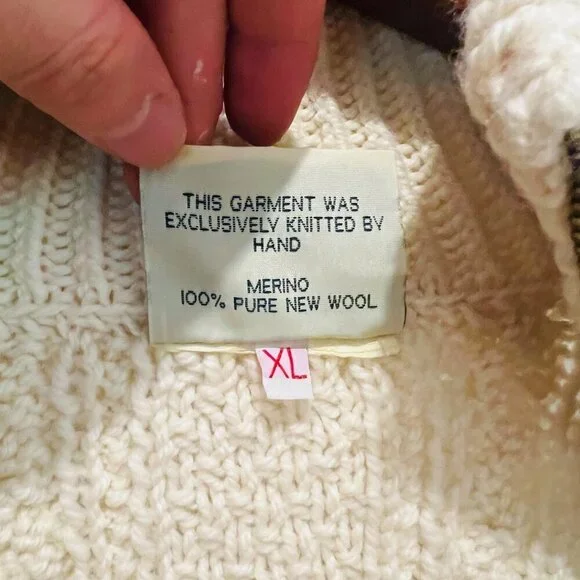 THIS GARMENT WAS
EXCLUSIVELY KNITTED BY
HAND
MERINO
100% PURE NEW WOOL
XL